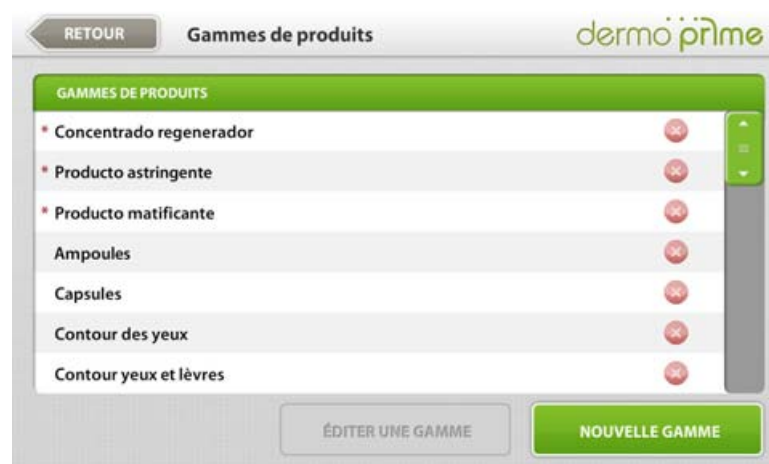 RETOUR Gammes de produits dermo prime
GAMMES DE PRODUITS
* Concentrado regenerador
* Producto astringente
* Producto matificante
Ampoules
Capsules
Contour des yeux
Contour yeux et lèvres
ÉDITER UNE GAMME NOUVELLE GAMME